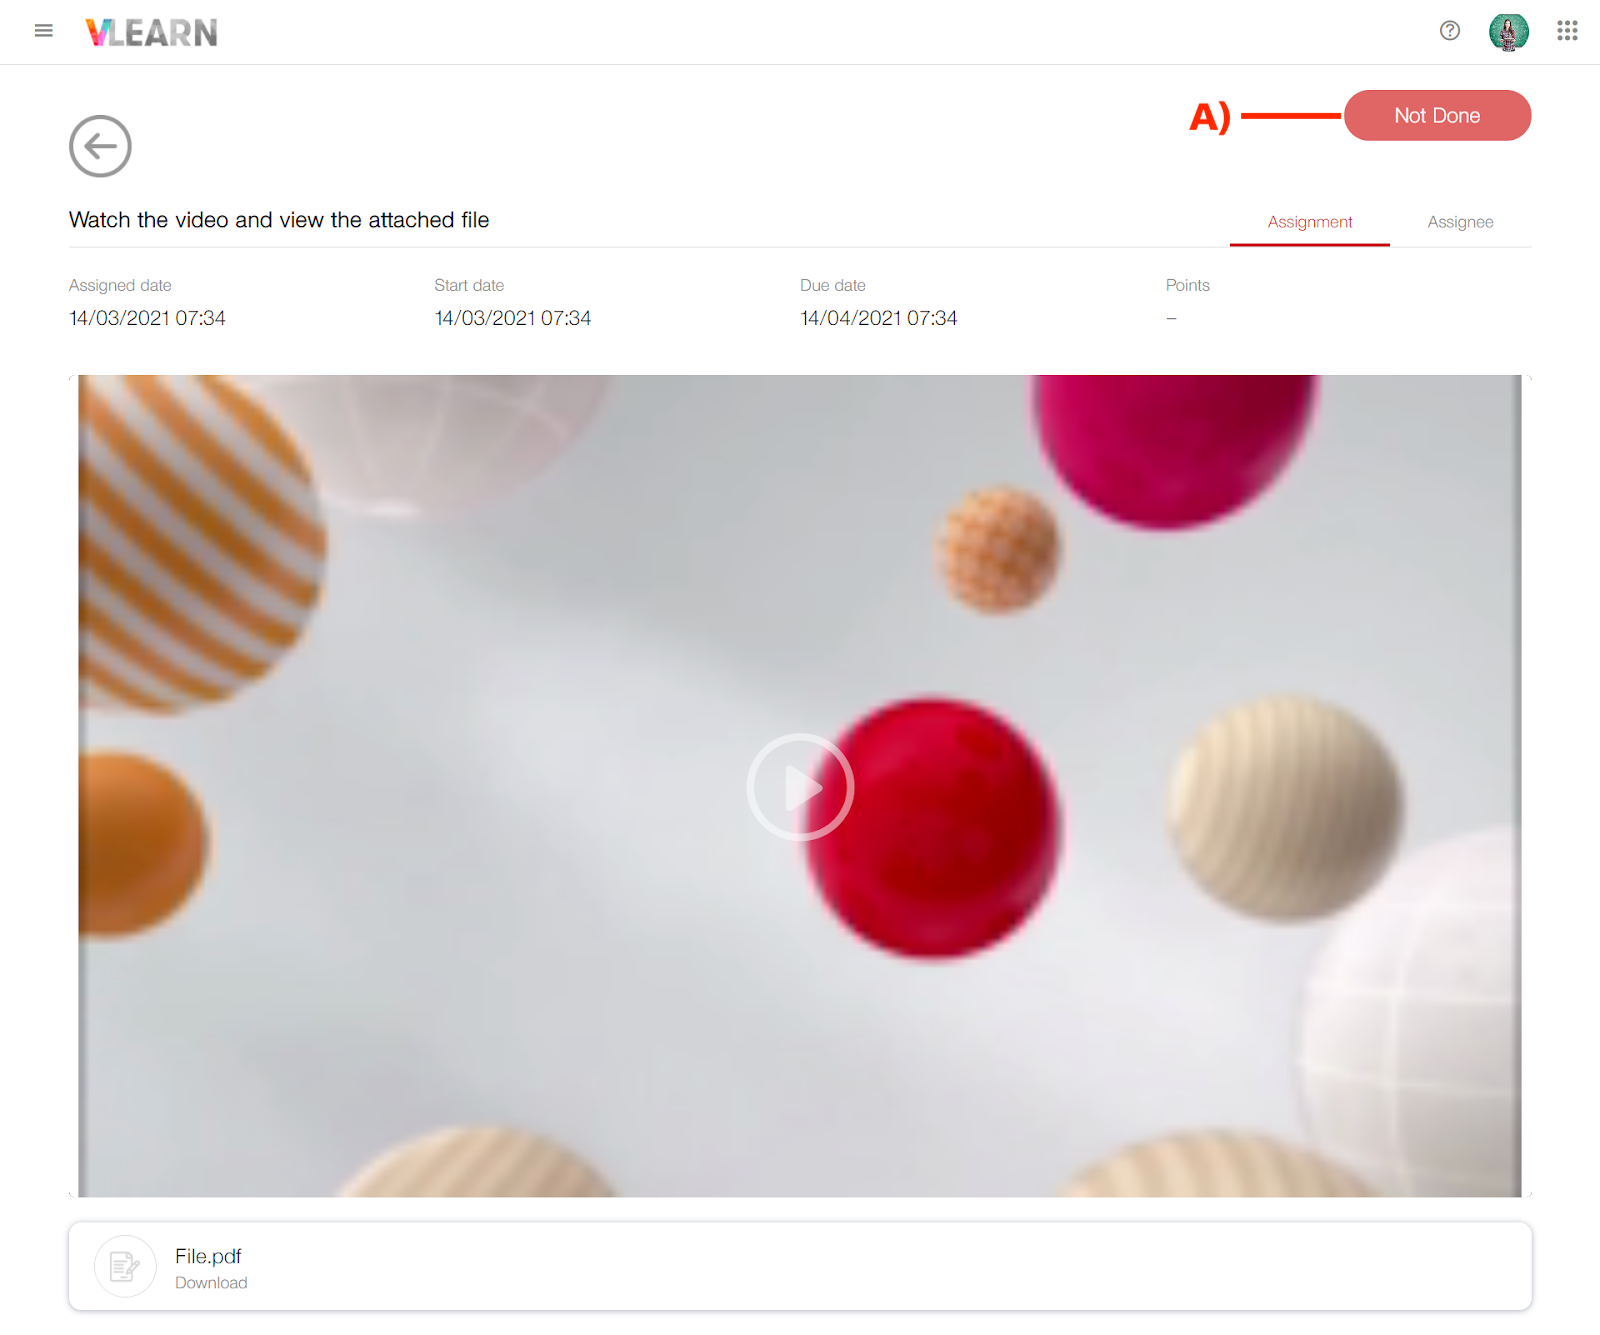 VLEARN
A)
Not Done
Watch the video and view the attached file
Assignment
Assignee
Assigned date
Start date
Due date
Points
14/03/2021 07:34
14/03/2021 07:34
14/04/2021 07:34
–
File.pdf
Download